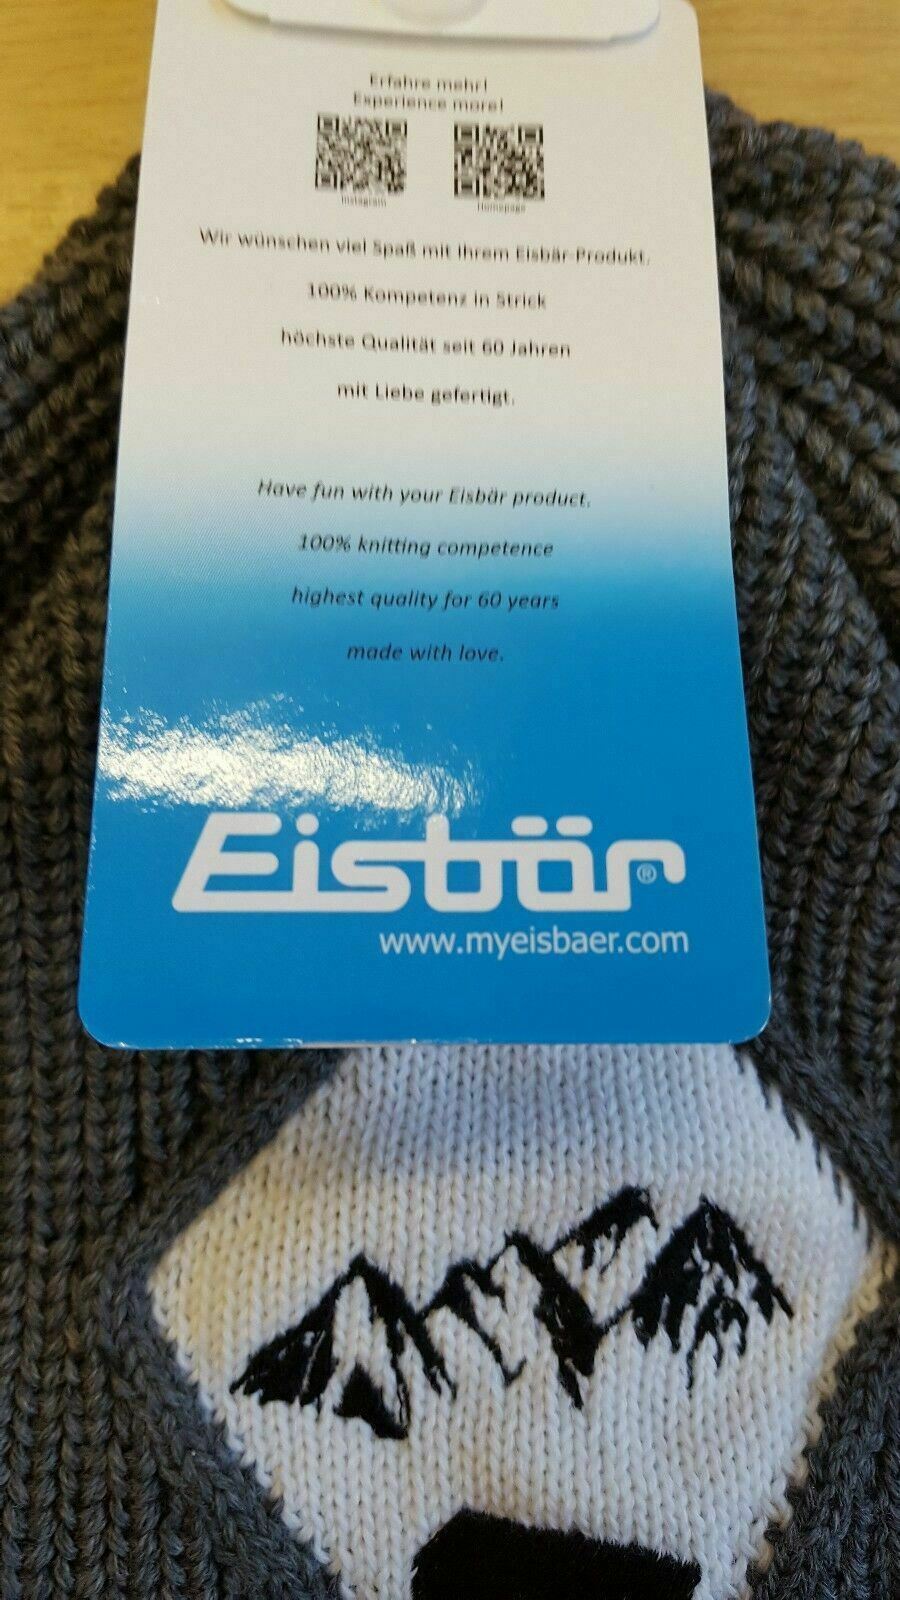 Erfahre mehr!
Experience more!
Instagram
Homepage
Wir wünschen viel Spaß mit Ihrem Eisbär-Produkt.
100% Kompetenz in Strick
höchste Qualität seit 60 Jahren
mit Liebe gefertigt.
Have fun with your Eisbär product.
100% knitting competence
highest quality for 60 years
made with love.
Eisbär®
www.myeisbaer.com